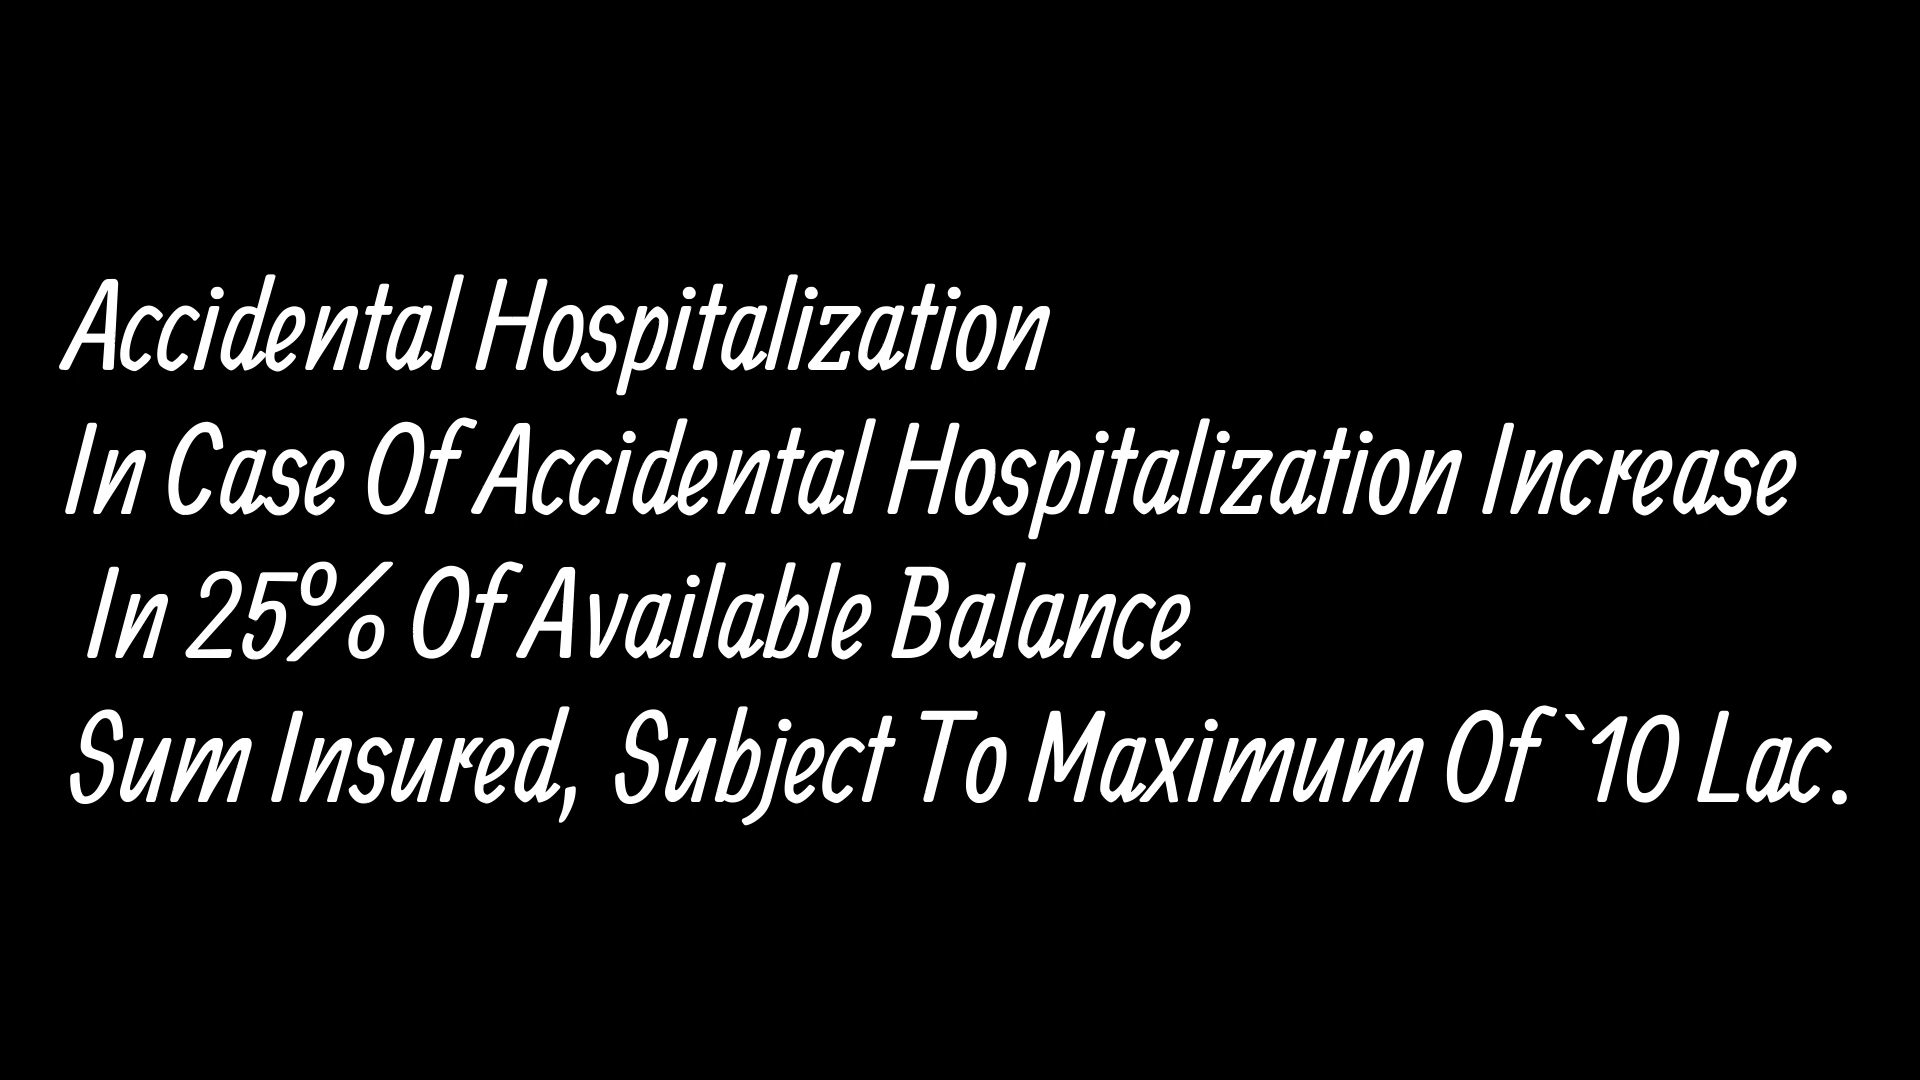 Accidental Hospitalization
In Case Of Accidental Hospitalization Increase
In 25% Of Available Balance
Sum Insured, Subject To Maximum Of `10 Lac.